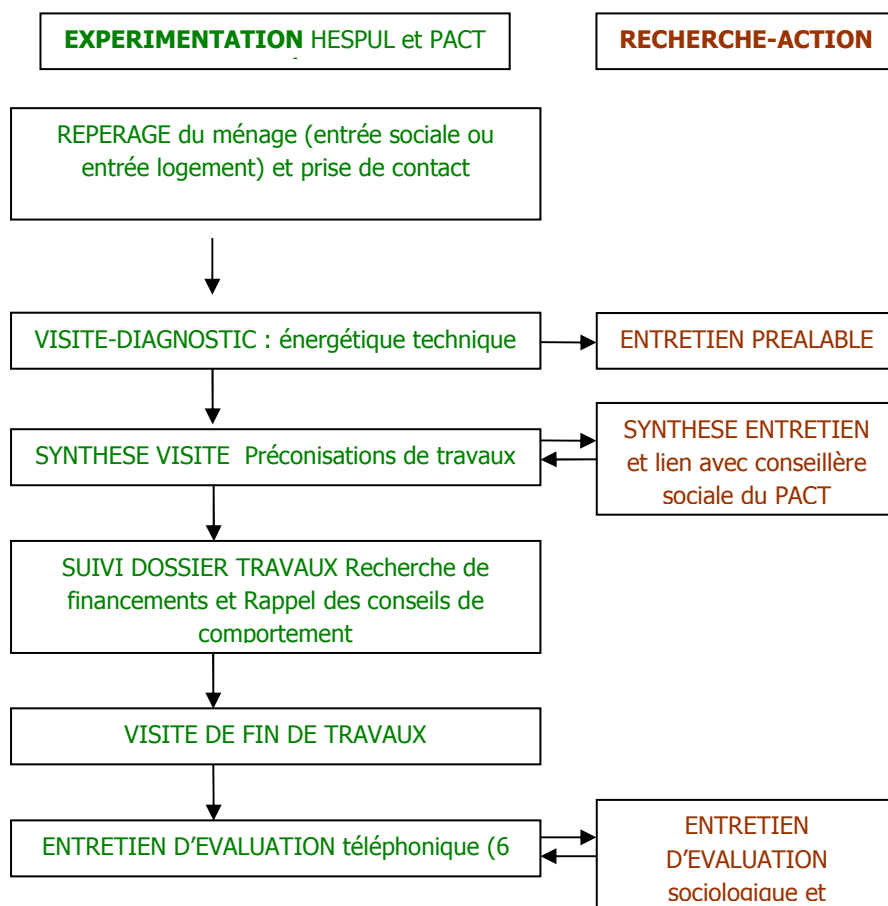 EXPERIMENTATION HESPUL et PACT
RECHERCHE-ACTION
REPERAGE du ménage (entrée sociale ou
entrée logement) et prise de contact
VISITE-DIAGNOSTIC : énergétique technique
ENTRETIEN PREALABLE
SYNTHESE VISITE Préconisations de travaux
SYNTHESE ENTRETIEN
et lien avec conseillère
sociale du PACT
SUIVI DOSSIER TRAVAUX Recherche de
financements et Rappel des conseils de
comportement
VISITE DE FIN DE TRAVAUX
ENTRETIEN D’EVALUATION téléphonique (6
ENTRETIEN
D’EVALUATION
sociologique et